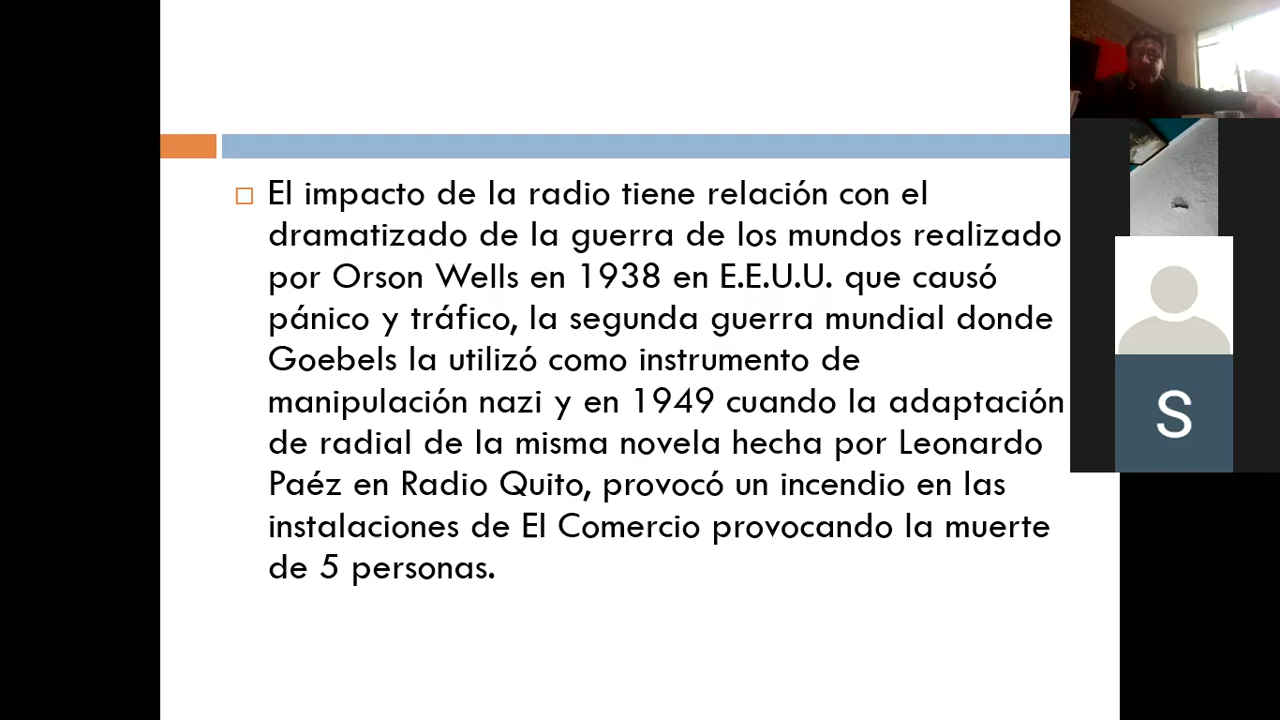 El impacto de la radio tiene relación con el
dramatizado de la guerra de los mundos realizado
por Orson Wells en 1938 en E.E.U.U. que causó
pánico y tráfico, la segunda guerra mundial donde
Goebels la utilizó como instrumento de
manipulación nazi y en 1949 cuando la adaptación
de radial de la misma novela hecha por Leonardo
Paéz en Radio Quito, provocó un incendio en las
instalaciones de El Comercio provocando la muerte
de 5 personas.
S